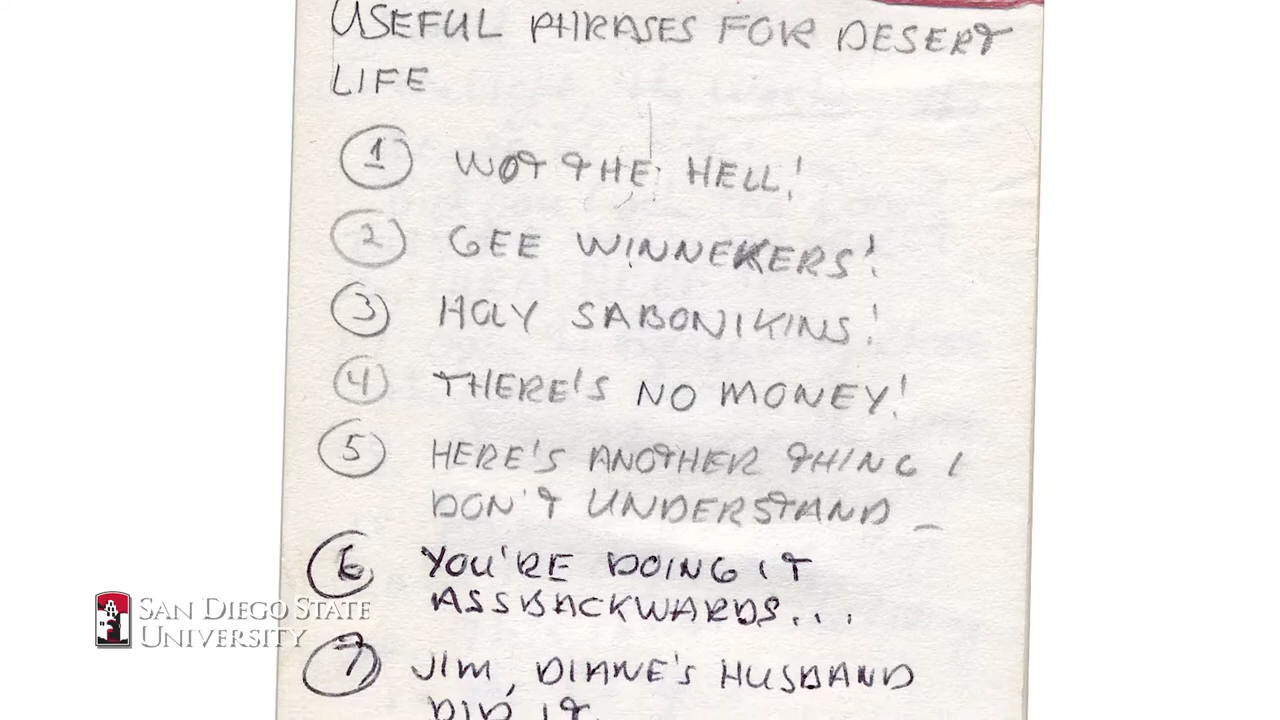 USEFUL PHRASES FOR DESERT
LIFE
1 WOT THE HELL!
2 GEE WINNEKERS!
3 HOLY SABONIKINS!
4 THERE'S NO MONEY!
5 HERE'S ANOTHER THING I
DON'T UNDERSTAND _
6 YOU'RE DOING IT
ASSBACKWARDS...
7 JIM, DIANE'S HUSBAND
DID IT.
SAN DIEGO STATE
UNIVERSITY